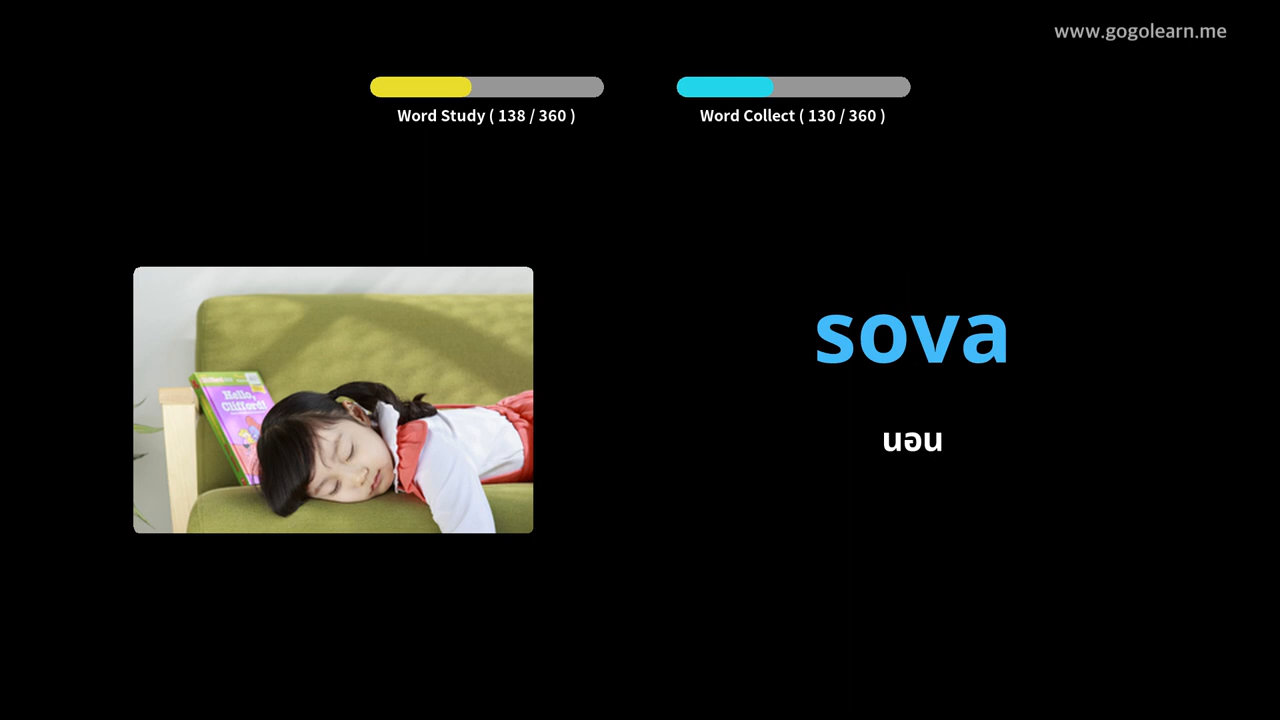 www.gogolearn.me
Word Study ( 138 / 360 )
Word Collect ( 130 / 360 )
Hello,
Clifford!
sova
นอน